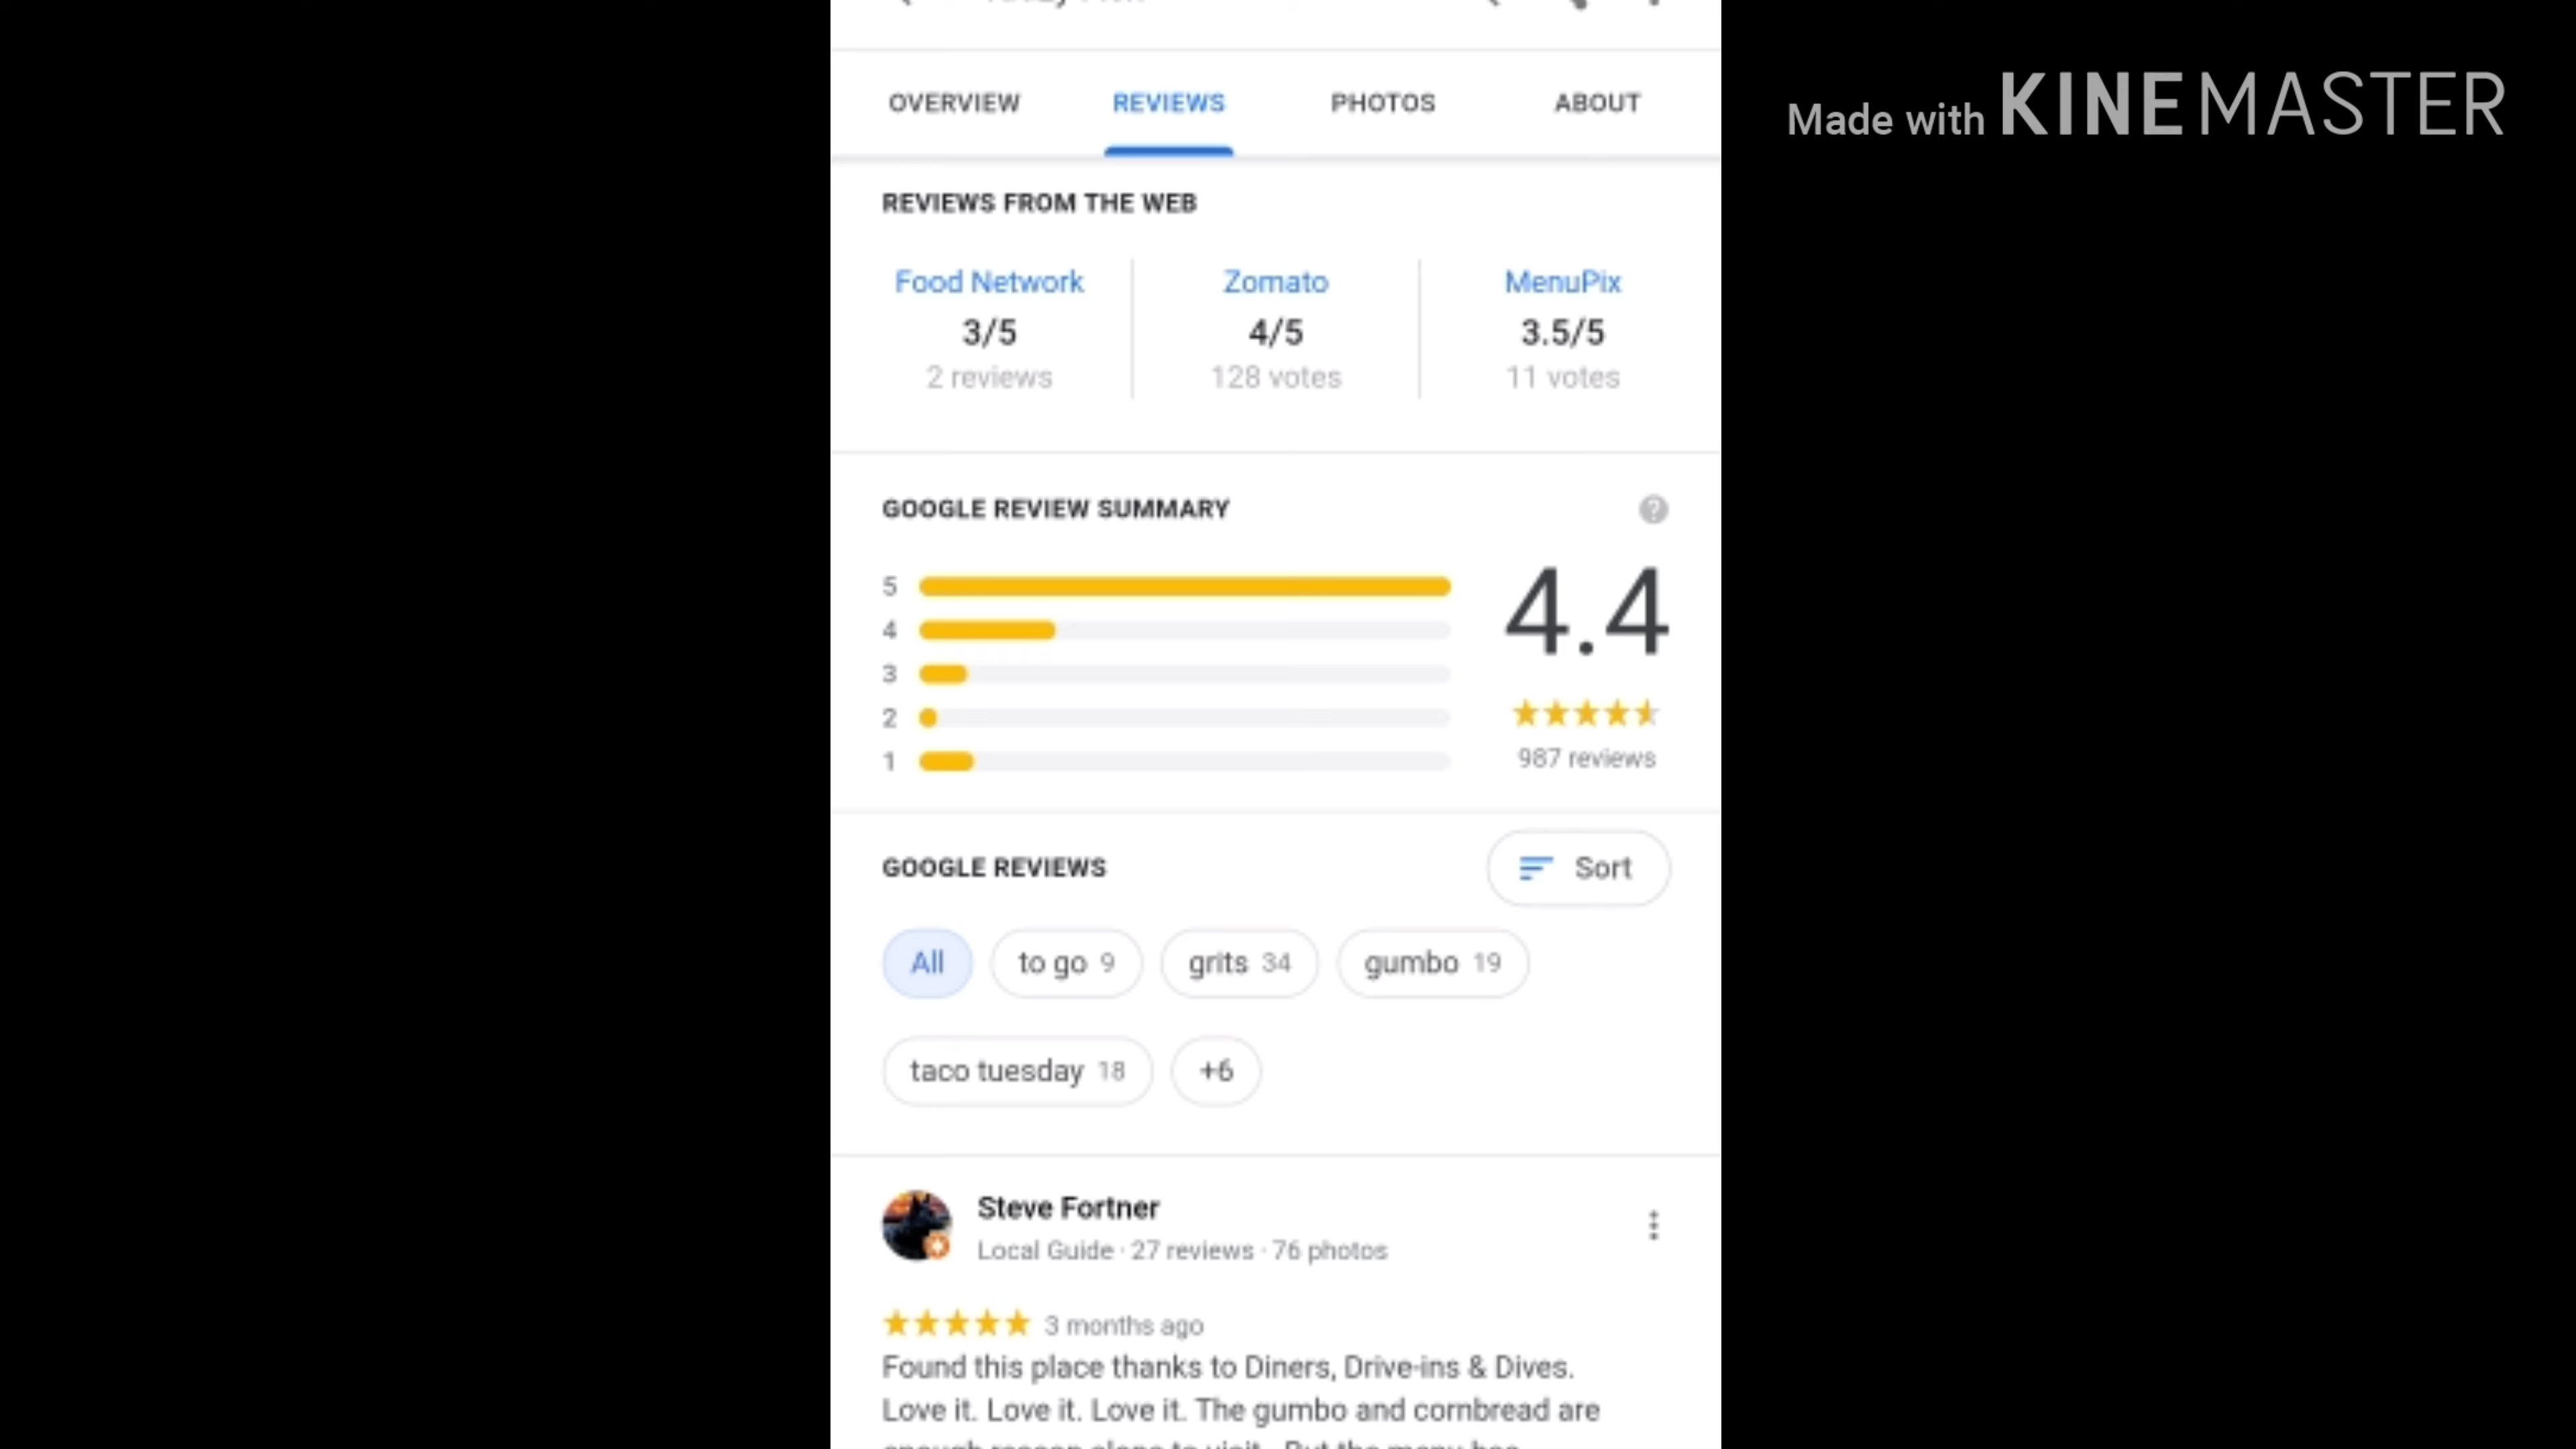 OVERVIEW REVIEWS PHOTOS ABOUT
Made with KINEMASTER
REVIEWS FROM THE WEB
Food Network Zomato MenuPix
3/5 4/5 3.5/5
2 reviews 128 votes 11 votes
GOOGLE REVIEW SUMMARY
5
4
3
2
1
4.4
987 reviews
GOOGLE REVIEWS Sort
All to go 9 grits 34 gumbo 19
taco tuesday 18 +6
Steve Fortner
Local Guide · 27 reviews · 76 photos
3 months ago
Found this place thanks to Diners, Drive-ins & Dives.
Love it. Love it. Love it. The gumbo and cornbread are